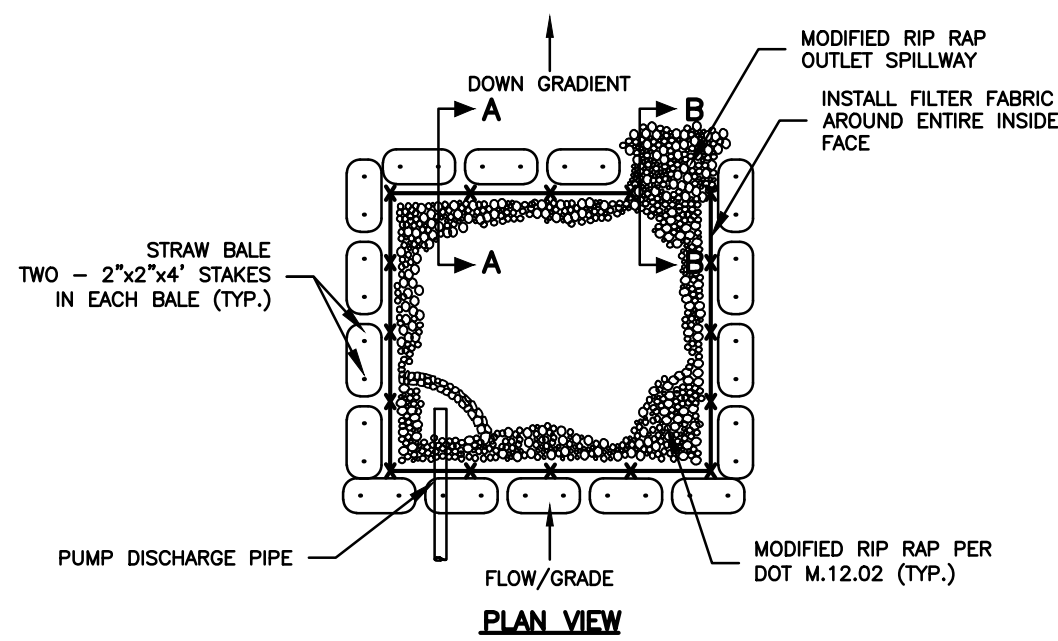 MODIFIED RIP RAP
OUTLET SPILLWAY
DOWN GRADIENT
A
B
INSTALL FILTER FABRIC
AROUND ENTIRE INSIDE
FACE
STRAW BALE
TWO – 2"x2"x4' STAKES
IN EACH BALE (TYP.)
A
B
PUMP DISCHARGE PIPE
FLOW/GRADE
MODIFIED RIP RAP PER
DOT M.12.02 (TYP.)
PLAN VIEW